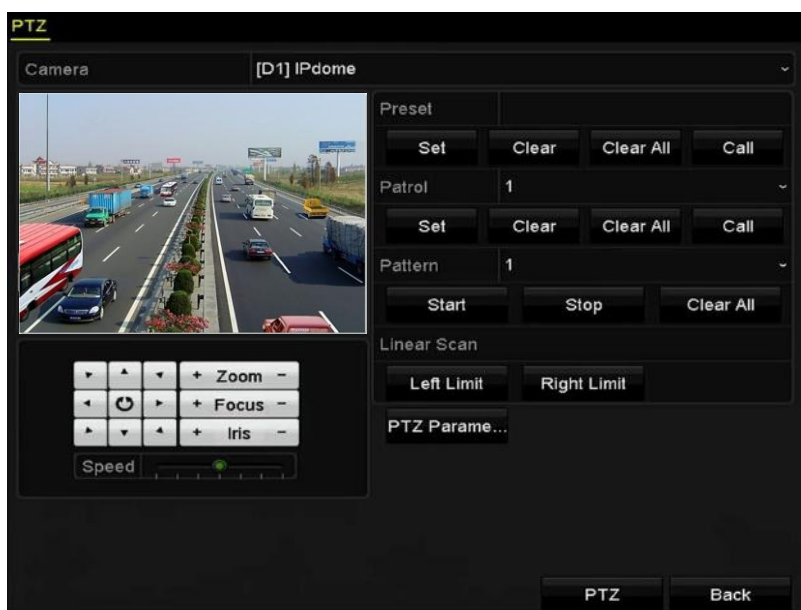 PTZ
Camera [D1] IPdome
Preset
Set Clear Clear All Call
Patrol 1
Set Clear Clear All Call
Pattern 1
Start Stop Clear All
Linear Scan
Left Limit Right Limit
PTZ Parame...
+ Zoom -
+ Focus -
+ Iris -
Speed
PTZ Back